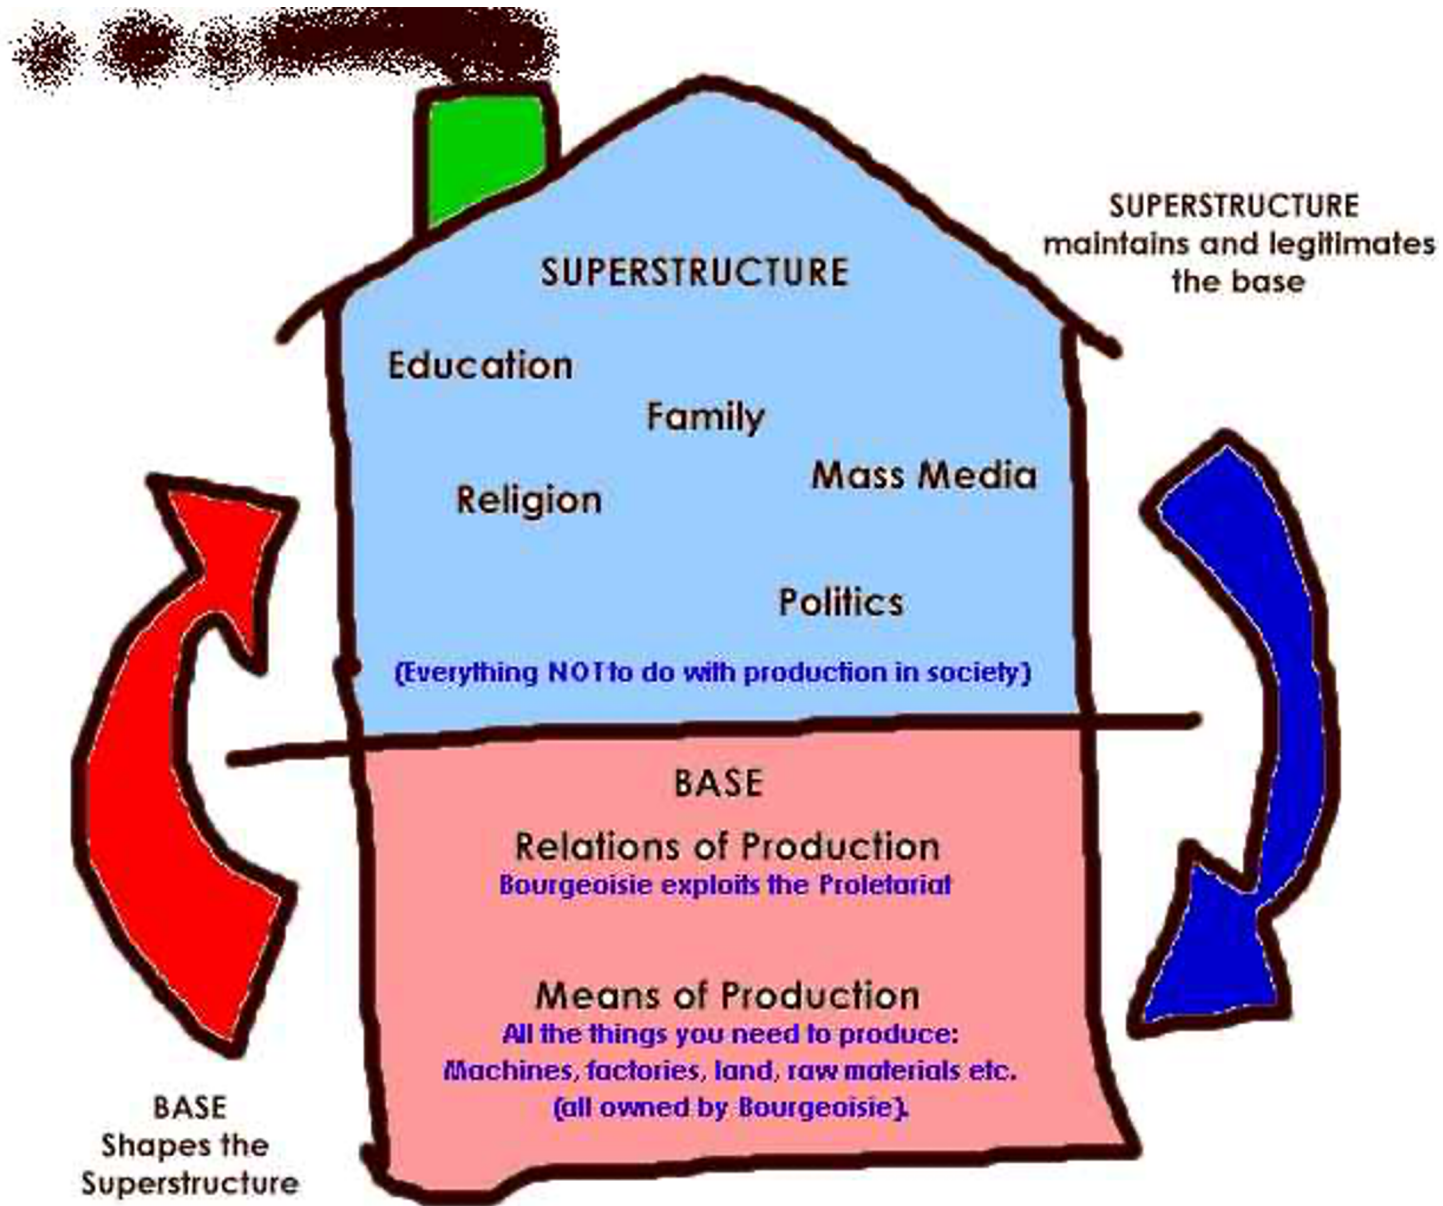 SUPERSTRUCTURE
maintains and legitimates
the base
SUPERSTRUCTURE
Education
Family
Mass Media
Religion
Politics
(Everything NOT to do with production in society)
BASE
Relations of Production
Bourgeoisie exploits the Proletariat
Means of Production
All the things you need to produce:
Machines, factories, land, raw materials etc.
(all owned by Bourgeoisie).
BASE
Shapes the
Superstructure